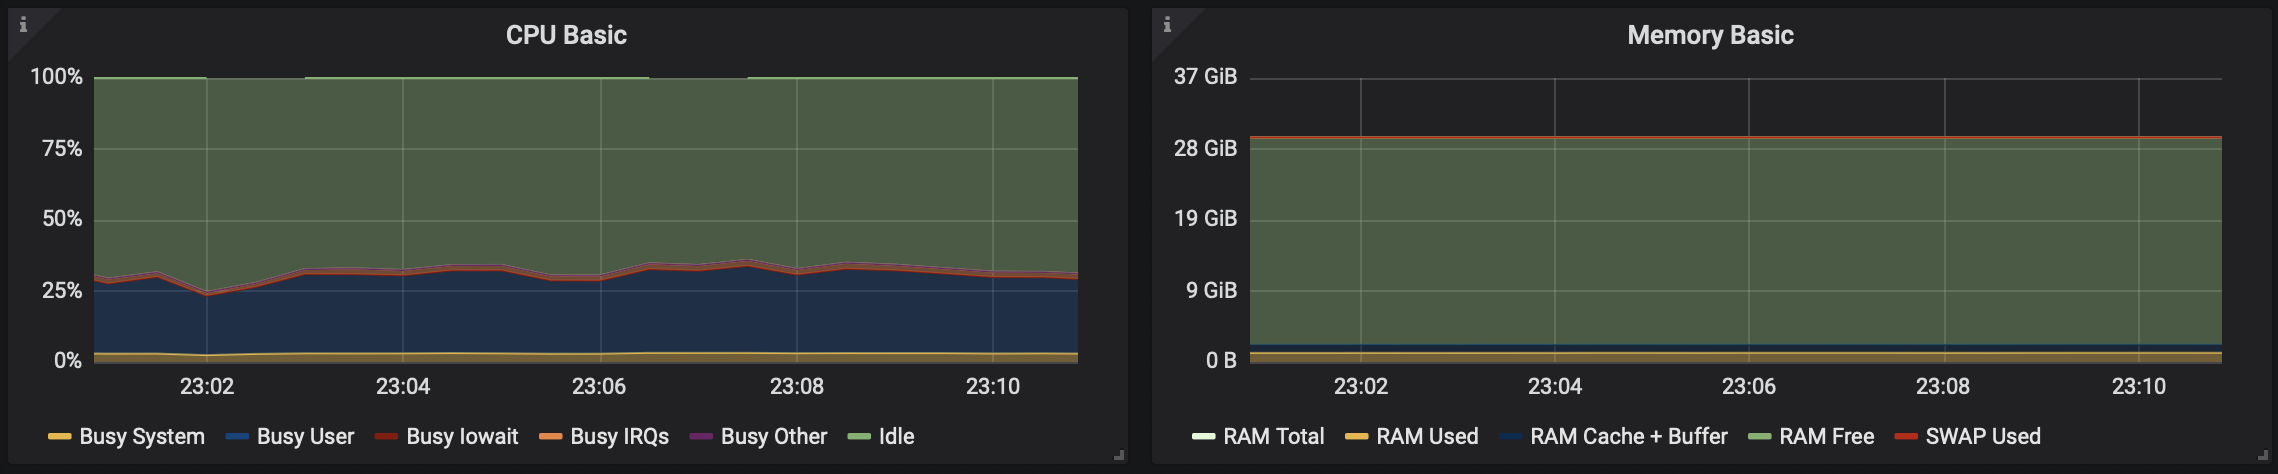 CPU Basic
100%
75%
50%
25%
0%
23:02 23:04 23:06 23:08 23:10
Busy System Busy User Busy Iowait Busy IRQs Busy Other Idle
Memory Basic
37 GiB
28 GiB
19 GiB
9 GiB
0 B
23:02 23:04 23:06 23:08 23:10
RAM Total RAM Used RAM Cache + Buffer RAM Free SWAP Used